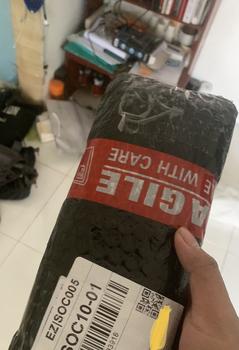 E WITH CARE
AGILE
EZ|SOC005
SOC10-01